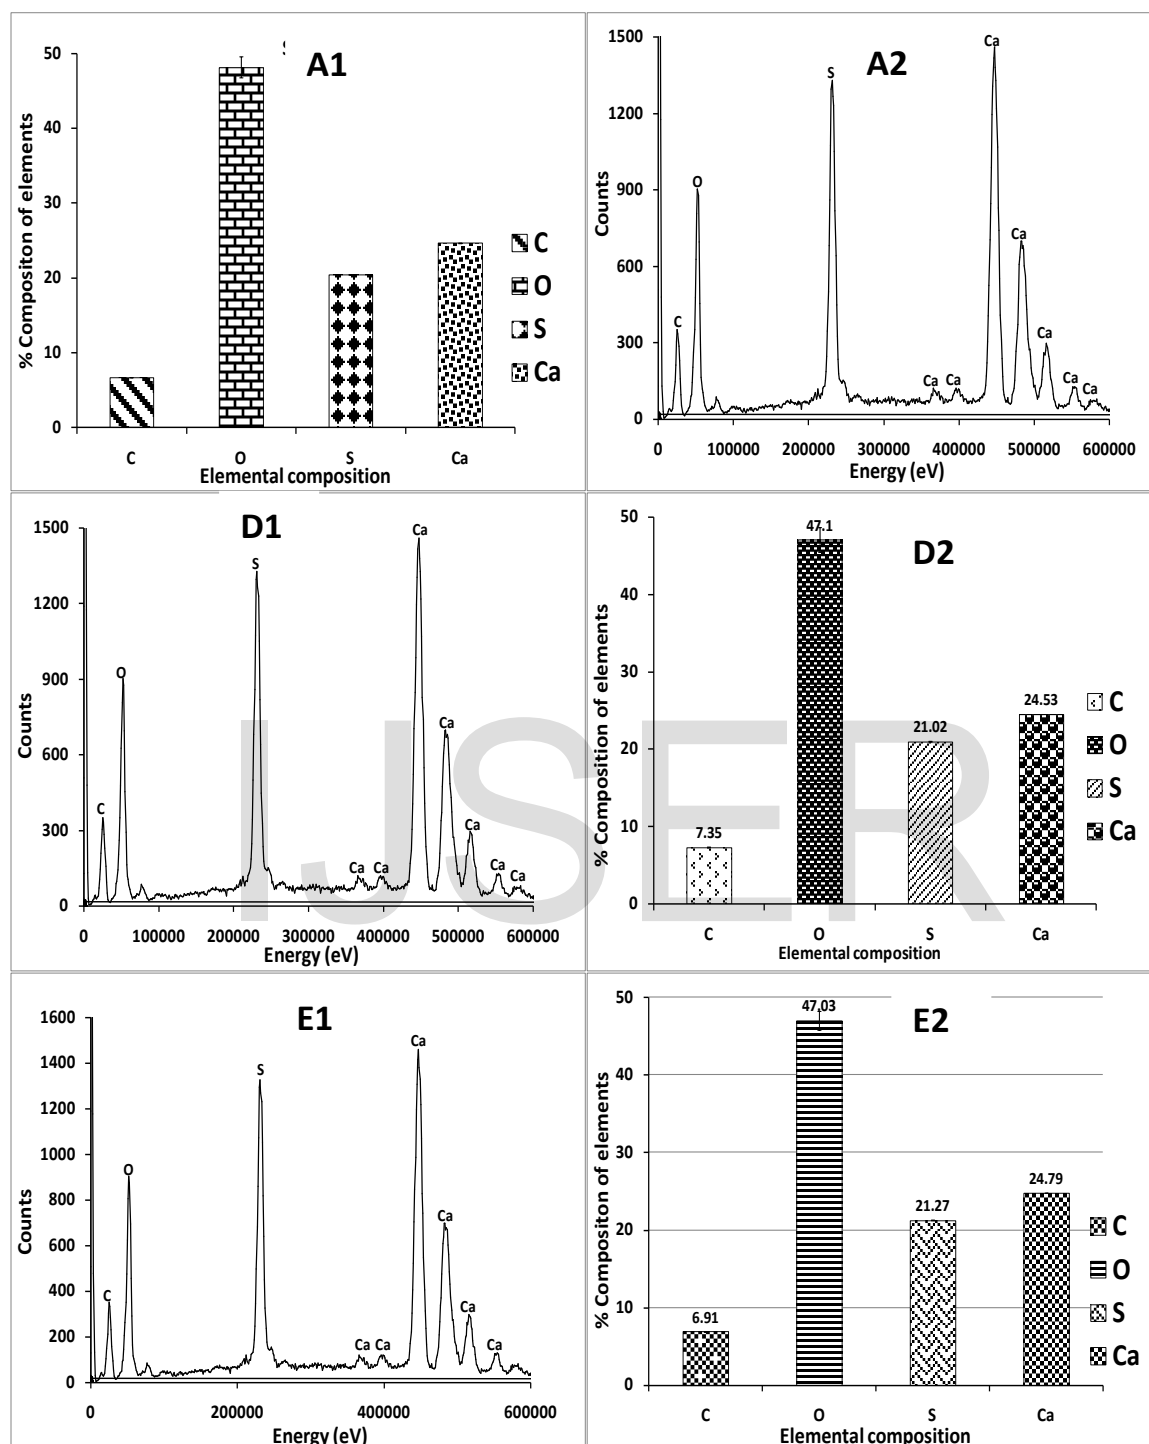 A1
% Compositon of elements
50
40
30
20
10
0
C
O
S
Ca
C O S Ca
Elemental composition
A2
Counts
1500
1200
900
600
300
0
C
O
S
Ca
Ca
Ca
Ca
Ca
Ca
Ca
0 100000 200000 300000 400000 500000 600000
Energy (eV)
D1
Counts
1500
1200
900
600
300
0
C
O
S
Ca
Ca
Ca
Ca
Ca
Ca
Ca
0 100000 200000 300000 400000 500000 600000
Energy (eV)
D2
% Composition of elements
50
40
30
20
10
0
7.35
47.1
21.02
24.53
C
O
S
Ca
C O S Ca
Elemental composition
E1
Counts
1600
1400
1200
1000
800
600
400
200
0
C
O
S
Ca
Ca
Ca
Ca
Ca
Ca
0 200000 400000 600000
Energy (eV)
E2
% Compositon of elements
50
40
30
20
10
0
6.91
47.03
21.27
24.79
C
O
S
Ca
C O S Ca
Elemental composition
IJSER